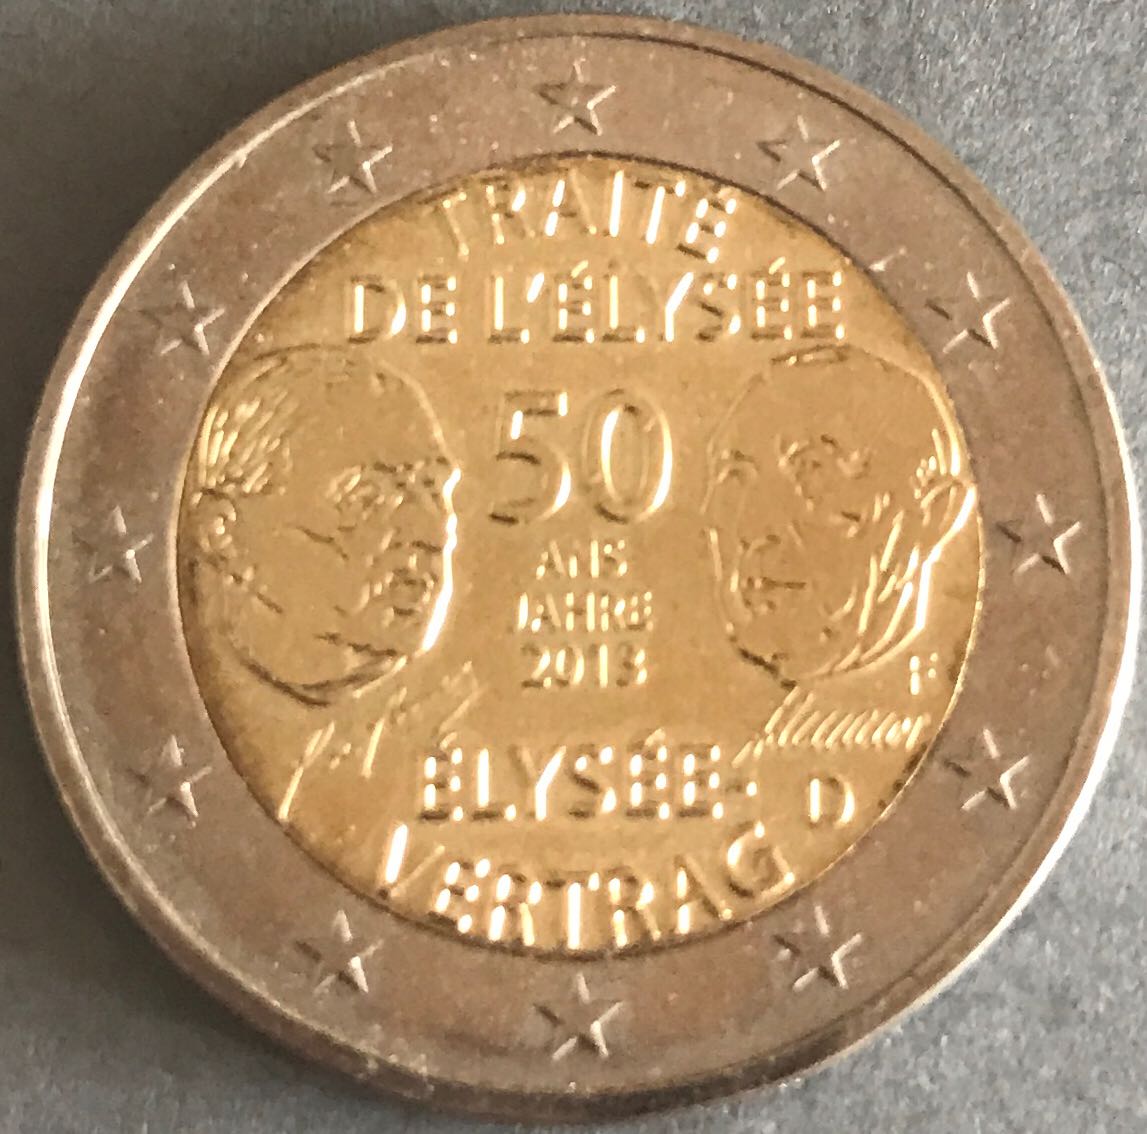 TRAITÉ
DE L'ÉLYSÉE
50
ANS
JAHRE
2013
F
ÉLYSÉE-
D
VERTRAG